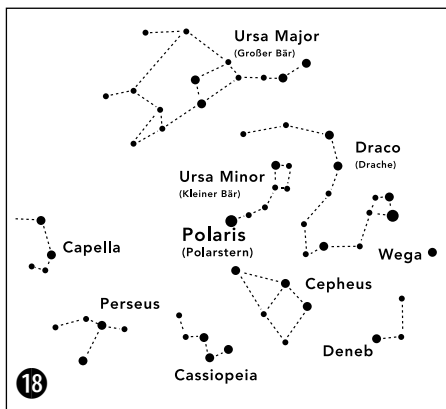 Ursa Major
(Großer Bär)
Draco
(Drache)
Ursa Minor
(Kleiner Bär)
Polaris
(Polarstern)
Capella
Wega
Cepheus
Perseus
Deneb
Cassiopeia
18